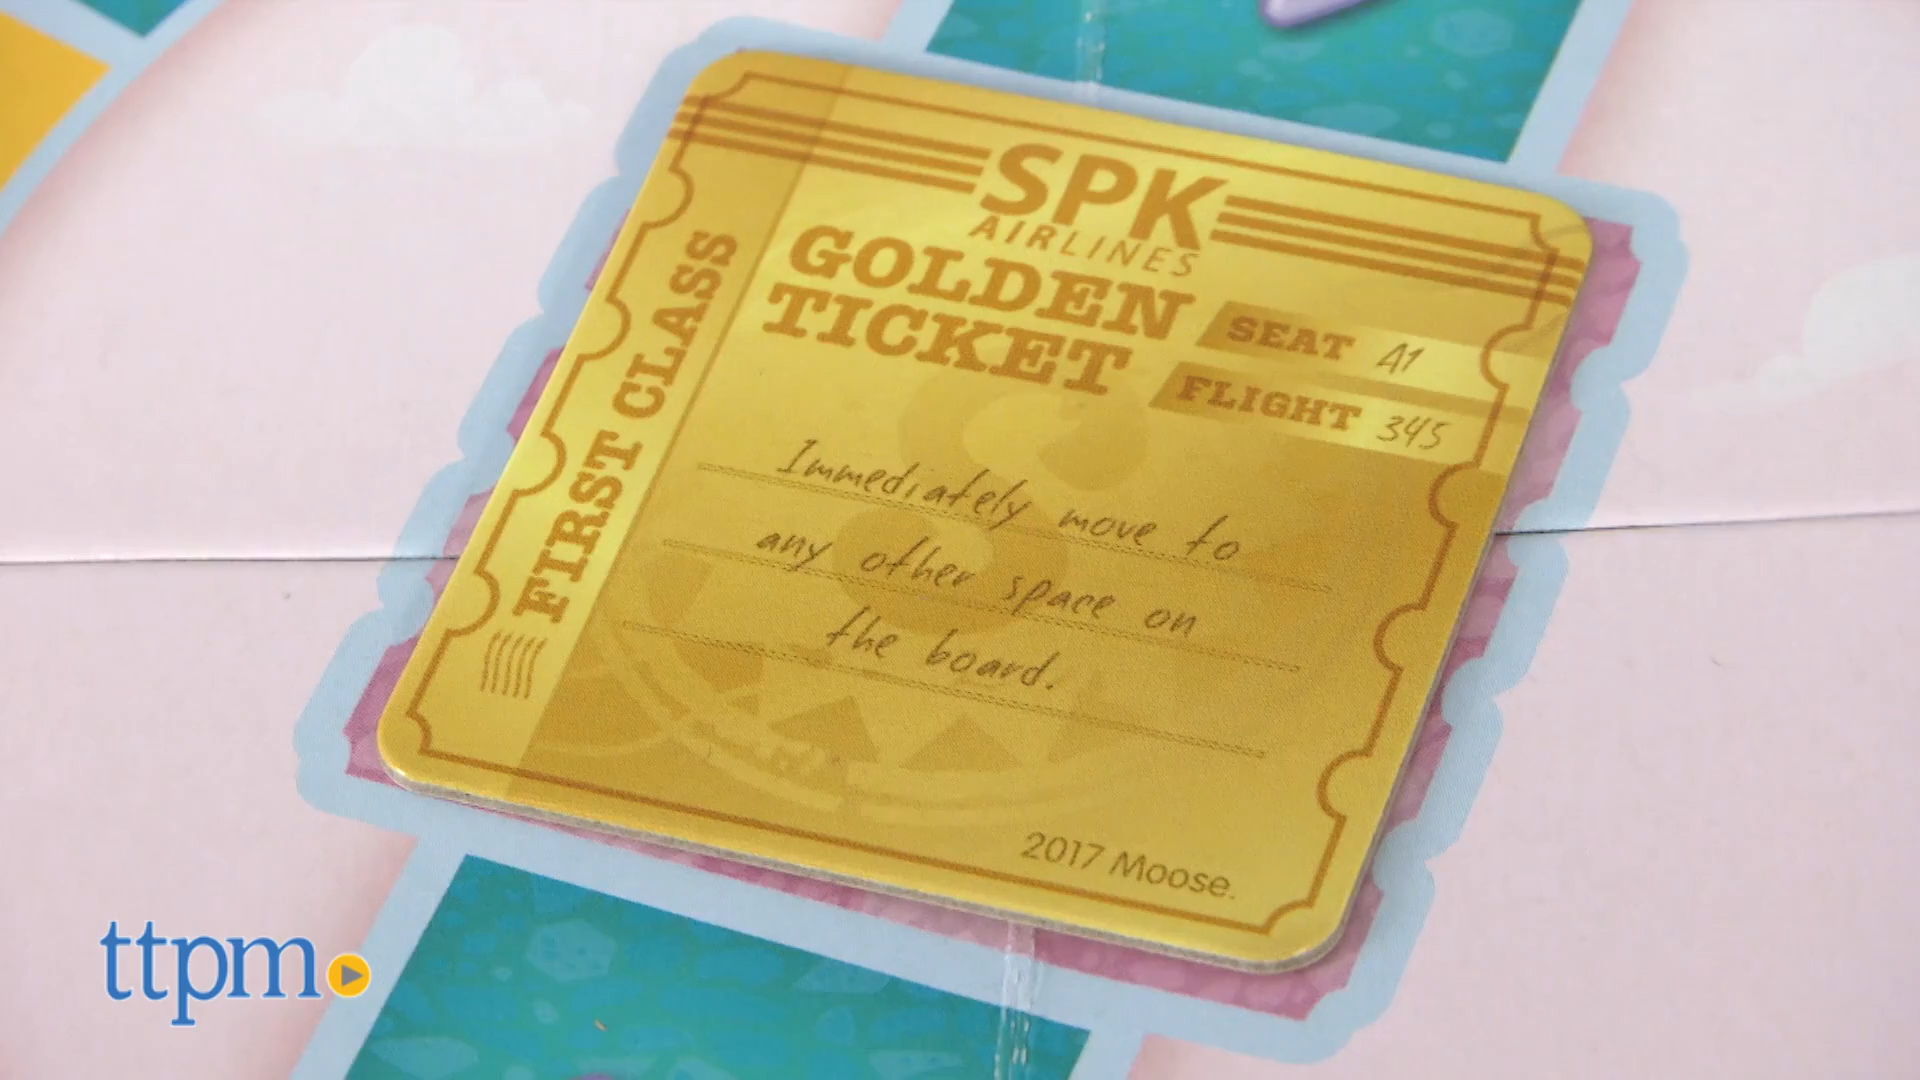 SPK
AIRLINES
GOLDEN
TICKET
SEAT A1
FLIGHT 345
FIRST CLASS
Immediately move to
any other space on
the board.
2017 Moose.
ttpm